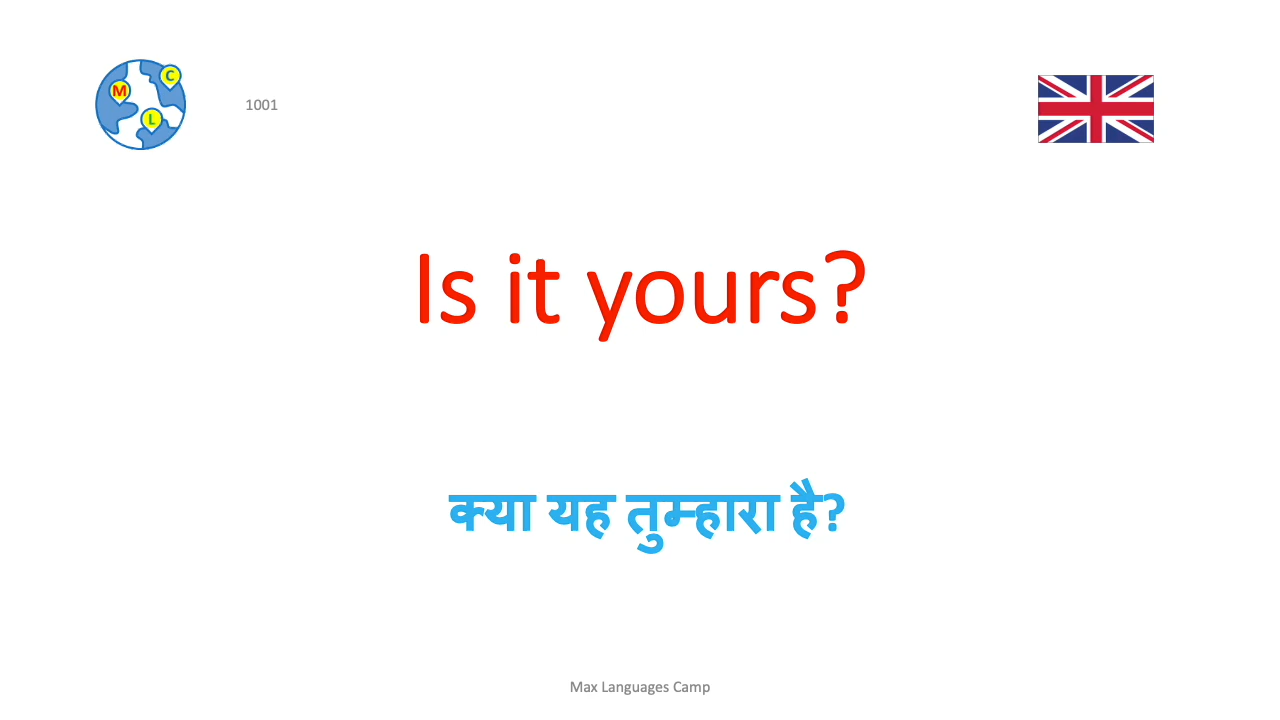 M
C
L
1001
Is it yours?
क्या यह तुम्हारा है?
Max Languages Camp